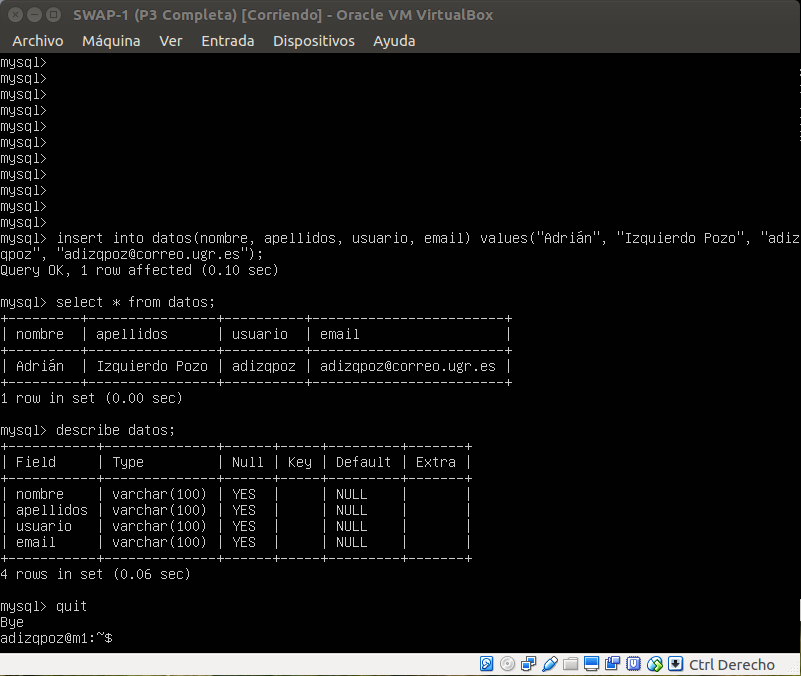 SWAP-1 (P3 Completa) [Corriendo] - Oracle VM VirtualBox
Archivo Máquina Ver Entrada Dispositivos Ayuda
mysql>
mysql>
mysql>
mysql>
mysql>
mysql>
mysql>
mysql>
mysql>
mysql>
mysql>
mysql> insert into datos(nombre, apellidos, usuario, email) values("Adrián", "Izquierdo Pozo", "adiz
qpoz", "adizqpoz@correo.ugr.es");
Query OK, 1 row affected (0.10 sec)
mysql> select * from datos;
+---------+----------------+----------+------------------------+
| nombre  | apellidos      | usuario  | email                  |
+---------+----------------+----------+------------------------+
| Adrián  | Izquierdo Pozo | adizqpoz | adizqpoz@correo.ugr.es |
+---------+----------------+----------+------------------------+
1 row in set (0.00 sec)
mysql> describe datos;
+-----------+--------------+------+-----+---------+-------+
| Field     | Type         | Null | Key | Default | Extra |
+-----------+--------------+------+-----+---------+-------+
| nombre    | varchar(100) | YES  |     | NULL    |       |
| apellidos | varchar(100) | YES  |     | NULL    |       |
| usuario   | varchar(100) | YES  |     | NULL    |       |
| email     | varchar(100) | YES  |     | NULL    |       |
+-----------+--------------+------+-----+---------+-------+
4 rows in set (0.06 sec)
mysql> quit
Bye
adizqpoz@m1:~$
Ctrl Derecho